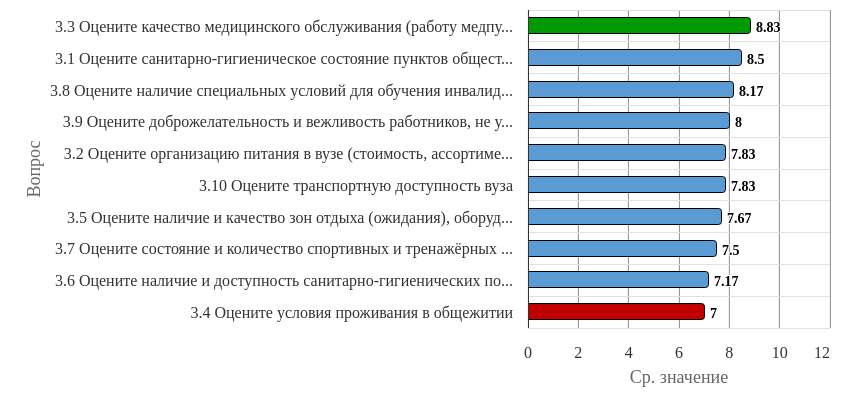 3.3 Оцените качество медицинского обслуживания (работу медпу... 8.83
3.1 Оцените санитарно-гигиеническое состояние пунктов общест... 8.5
3.8 Оцените наличие специальных условий для обучения инвалид... 8.17
3.9 Оцените доброжелательность и вежливость работников, не у... 8
3.2 Оцените организацию питания в вузе (стоимость, ассортиме... 7.83
3.10 Оцените транспортную доступность вуза 7.83
3.5 Оцените наличие и качество зон отдыха (ожидания), оборуд... 7.67
3.7 Оцените состояние и количество спортивных и тренажёрных ... 7.5
3.6 Оцените наличие и доступность санитарно-гигиенических по... 7.17
3.4 Оцените условия проживания в общежитии 7
Вопрос
0 2 4 6 8 10 12
Ср. значение